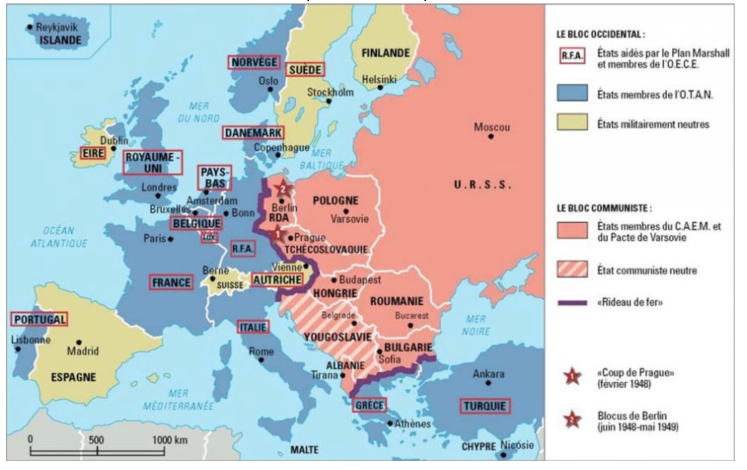 Reykjavik
ISLANDE
NORVÈGE
SUÈDE
FINLANDE
Oslo
Helsinki
Stockholm
MER
DU NORD
Moscou
DANEMARK
Copenhague
MER
BALTIQUE
Dublin
EIRE
ROYAUME-
UNI
PAYS-
BAS
U.R.S.S.
Londres
Amsterdam
Bruxelles
Bonn
BELGIQUE
Lux.
2
Berlin
RDA
POLOGNE
Varsovie
OCÉAN
ATLANTIQUE
Paris
R.F.A.
1
Prague
TCHÉCOSLOVAQUIE
Vienne
Berne
SUISSE
AUTRICHE
FRANCE
Budapest
HONGRIE
ROUMANIE
Belgrade
Bucarest
YOUGOSLAVIE
BULGARIE
Sofia
MER
NOIRE
PORTUGAL
Lisbonne
Madrid
ESPAGNE
ITALIE
Rome
ALBANIE
Tirana
Ankara
TURQUIE
GRÈCE
Athènes
MER
MÉDITERRANÉE
MALTE
CHYPRE Nicosie
0 500 1000 km
LE BLOC OCCIDENTAL :
R.F.A.
États aidés par le Plan Marshall
et membres de l'O.E.C.E.
États membres de l'O.T.A.N.
États militairement neutres
LE BLOC COMMUNISTE :
États membres du C.A.E.M. et
du Pacte de Varsovie
État communiste neutre
«Rideau de fer»
1
«Coup de Prague»
(février 1948)
2
Blocus de Berlin
(juin 1948-mai 1949)